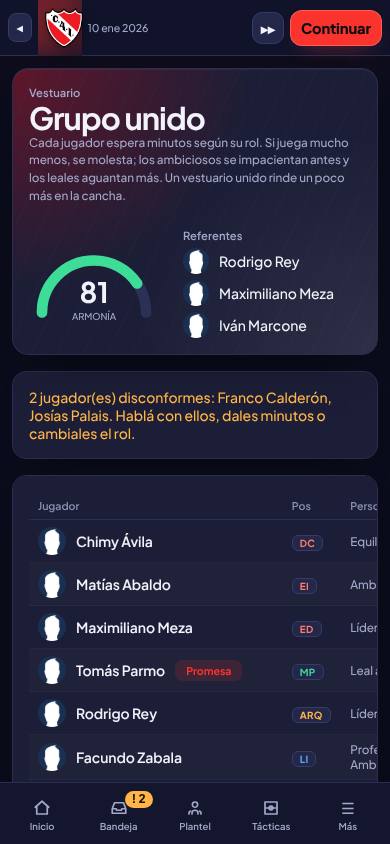 ◀
C.A.I.
10 ene 2026
▶▶
Continuar
Vestuario
Grupo unido
Cada jugador espera minutos según su rol. Si juega mucho
menos, se molesta; los ambiciosos se impacientan antes y
los leales aguantan más. Un vestuario unido rinde un poco
más en la cancha.
Referentes
Rodrigo Rey
Maximiliano Meza
Iván Marcone
81
ARMONÍA
2 jugador(es) disconformes: Franco Calderón,
Josías Palais. Hablá con ellos, dales minutos o
cambiales el rol.
Jugador Pos Perso
Chimy Ávila DC Equil
Matías Abaldo EI Amb
Maximiliano Meza ED Líder
Tomás Parmo Promesa MP Leal a
Rodrigo Rey ARQ Líder
Facundo Zabala LI Profe
Amb
! 2
Inicio Bandeja Plantel Tácticas Más